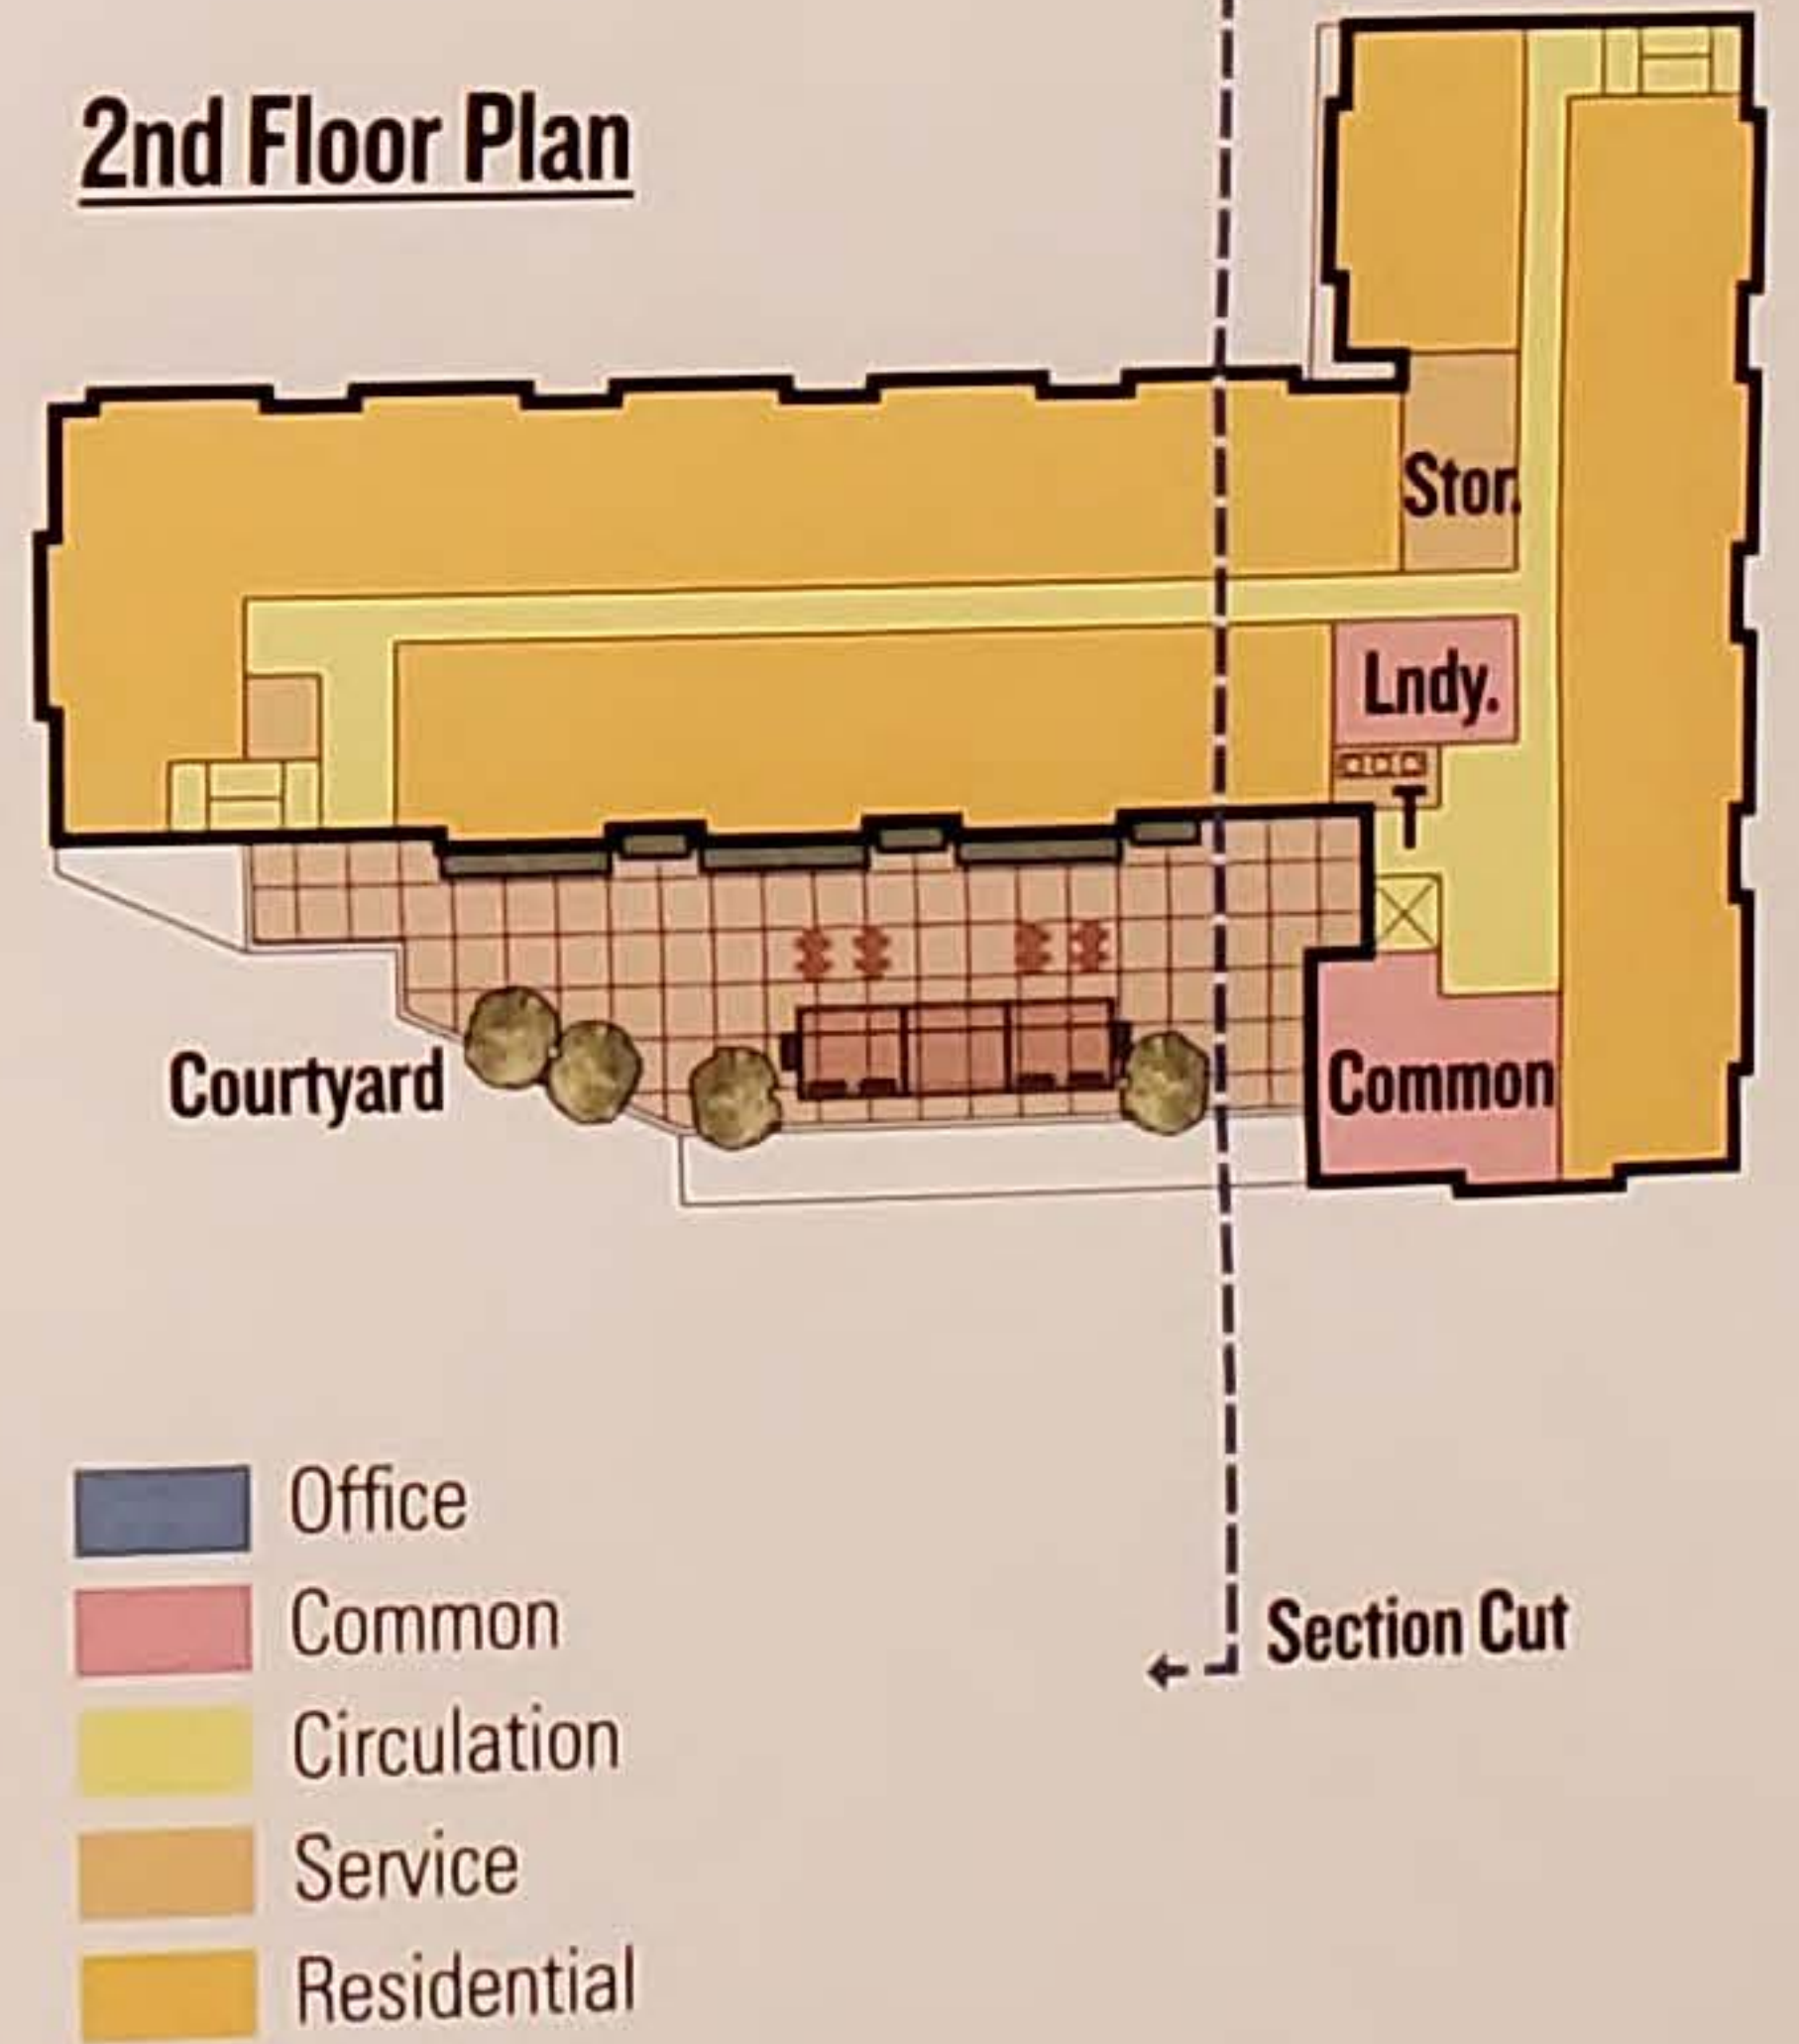 2nd Floor Plan
Stor.
Lndy.
T
Common
Courtyard
Section Cut
Office
Common
Circulation
Service
Residential